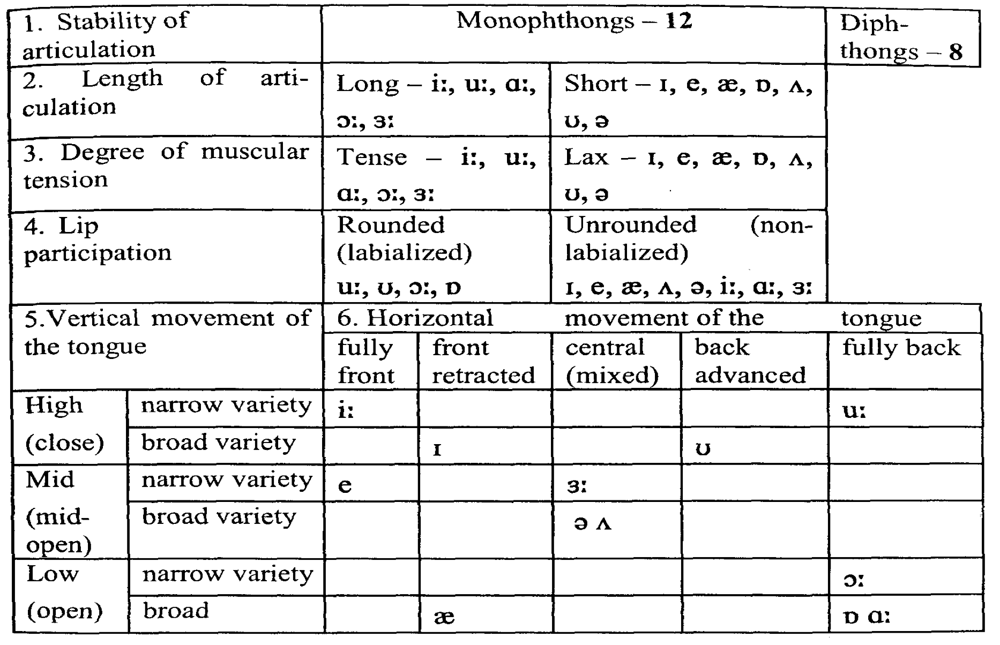 1. Stability of articulation
Monophthongs – 12
Diph-
thongs – 8
2. Length of arti-
culation
Long – iː, uː, ɑː,
ɔː, ɜː
Short – ɪ, e, æ, ɒ, ʌ,
ʊ, ə
3. Degree of muscular
tension
Tense – iː, uː,
ɑː, ɔː, ɜː
Lax – ɪ, e, æ, ɒ, ʌ,
ʊ, ə
4. Lip
participation
Rounded
(labialized)
uː, ʊ, ɔː, ɒ
Unrounded (non-
labialized)
ɪ, e, æ, ʌ, ə, iː, ɑː, ɜː
5.Vertical movement of
the tongue
6. Horizontal movement of the tongue
fully
front
front
retracted
central
(mixed)
back
advanced
fully back
High
(close)
narrow variety
iː
uː
broad variety
ɪ
ʊ
Mid
(mid-
open)
narrow variety
e
ɜː
broad variety
ə ʌ
Low
(open)
narrow variety
ɔː
broad
æ
ɒ ɑː